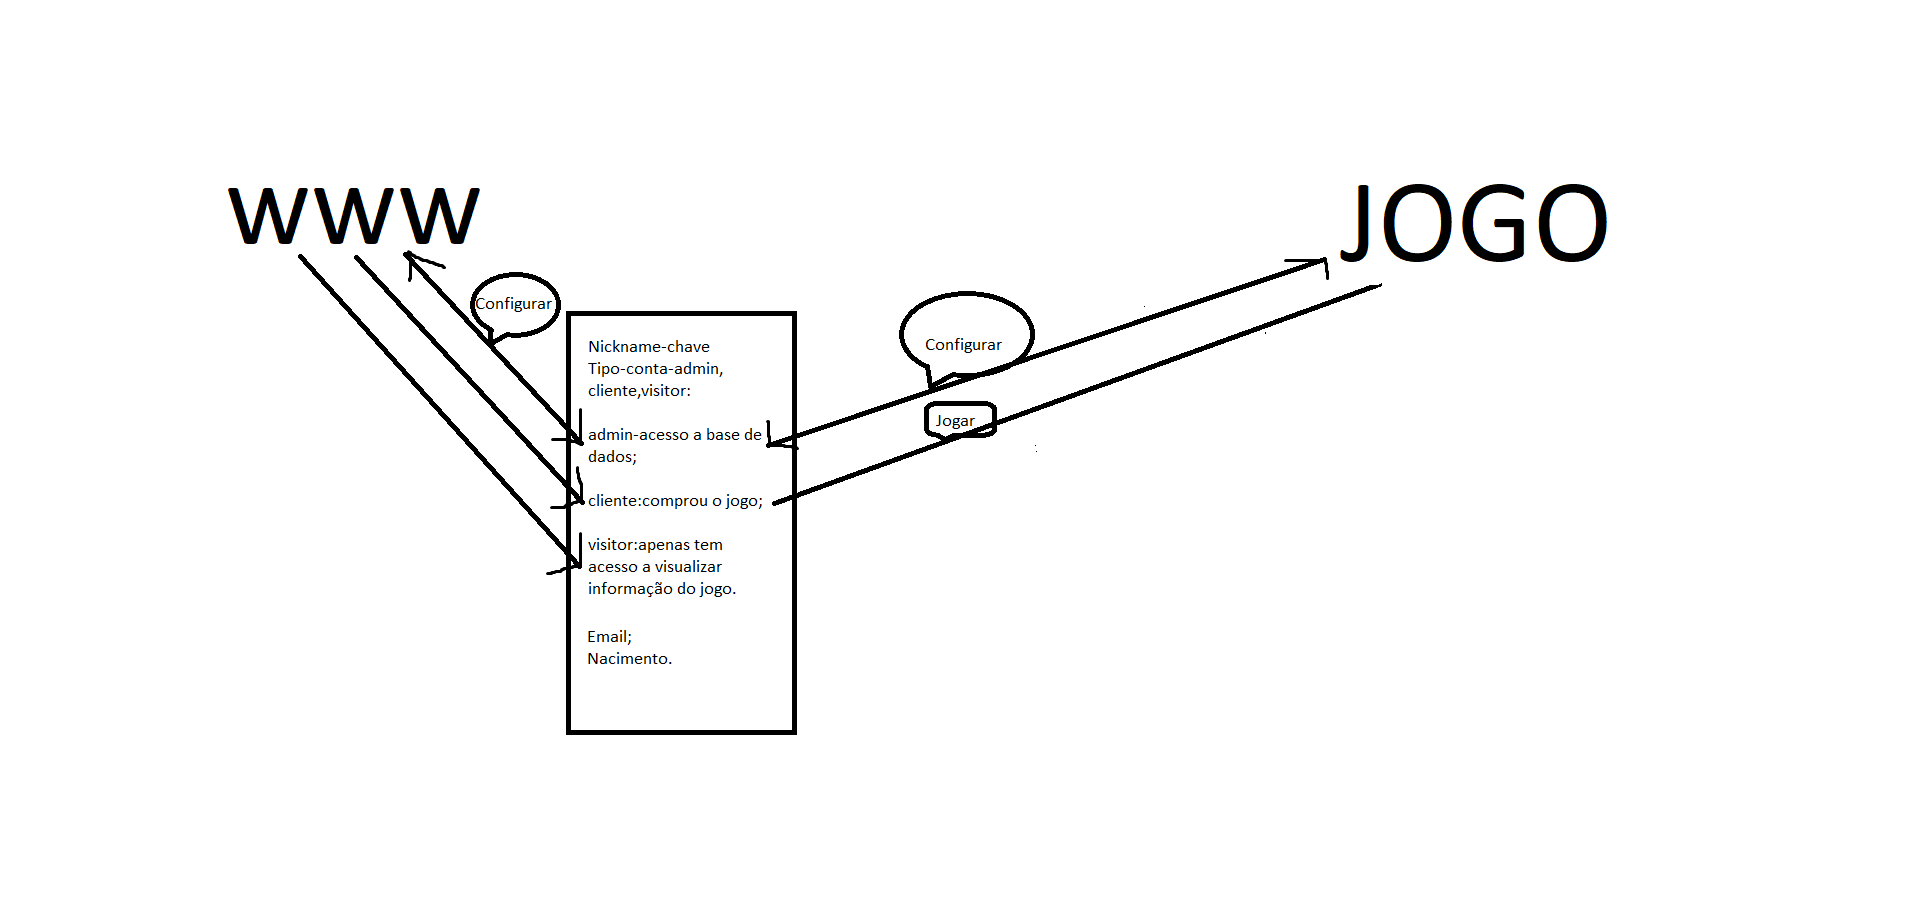 www
JOGO
Configurar
Configurar
Jogar
Nickname-chave
Tipo-conta-admin,
cliente,visitor:
admin-acesso a base de
dados;
cliente:comprou o jogo;
visitor:apenas tem
acesso a visualizar
informação do jogo.
Email;
Nacimento.